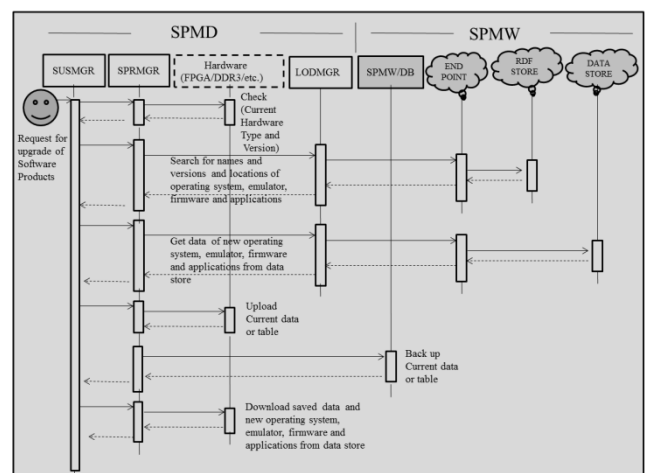 SPMD
SPMW
SUSMGR
SPRMGR
Hardware
(FPGA/DDR3/etc.)
LODMGR
SPMW/DB
END
POINT
RDF
STORE
DATA
STORE
Request for
upgrade of
Software
Products
Check
(Current
Hardware
Type and
Version)
Search for names and
versions and locations of
operating system, emulator,
firmware and applications
Get data of new operating
system, emulator, firmware
and applications from data
store
Upload
Current data
or table
Back up
Current data
or table
Download saved data and
new operating system,
emulator, firmware and
applications from data store